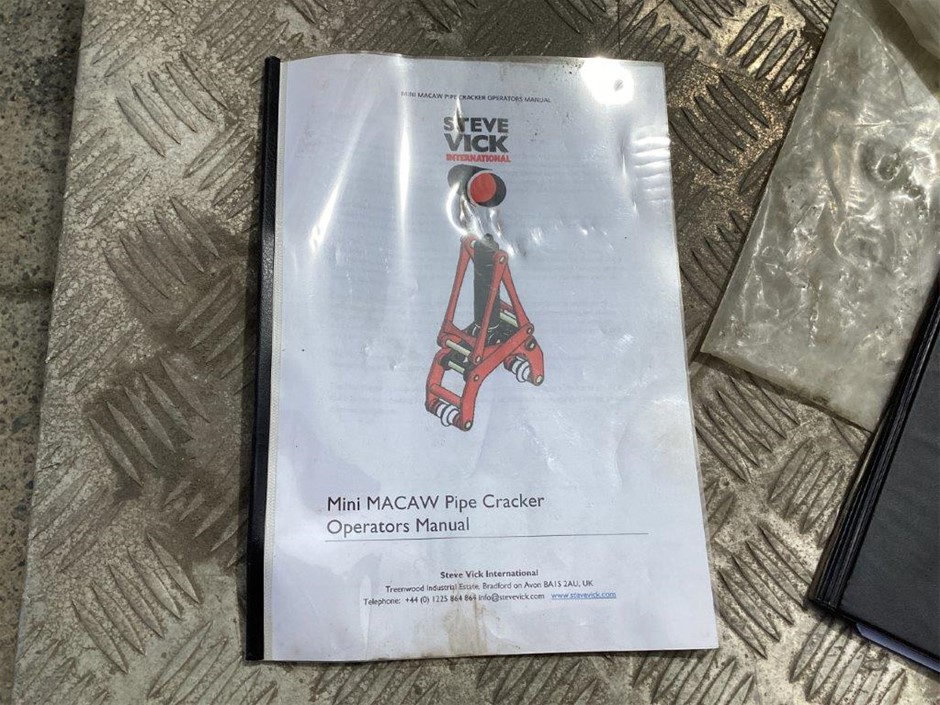 MINI MACAW PIPE CRACKER OPERATORS MANUAL
STEVE
VICK
INTERNATIONAL
Mini MACAW Pipe Cracker
Operators Manual
Steve Vick International
Treenwood Industrial Estate, Bradford on Avon BA15 2AU, UK
Telephone: +44 (0) 1225 864 864 info@stevevick.com www.stevevick.com